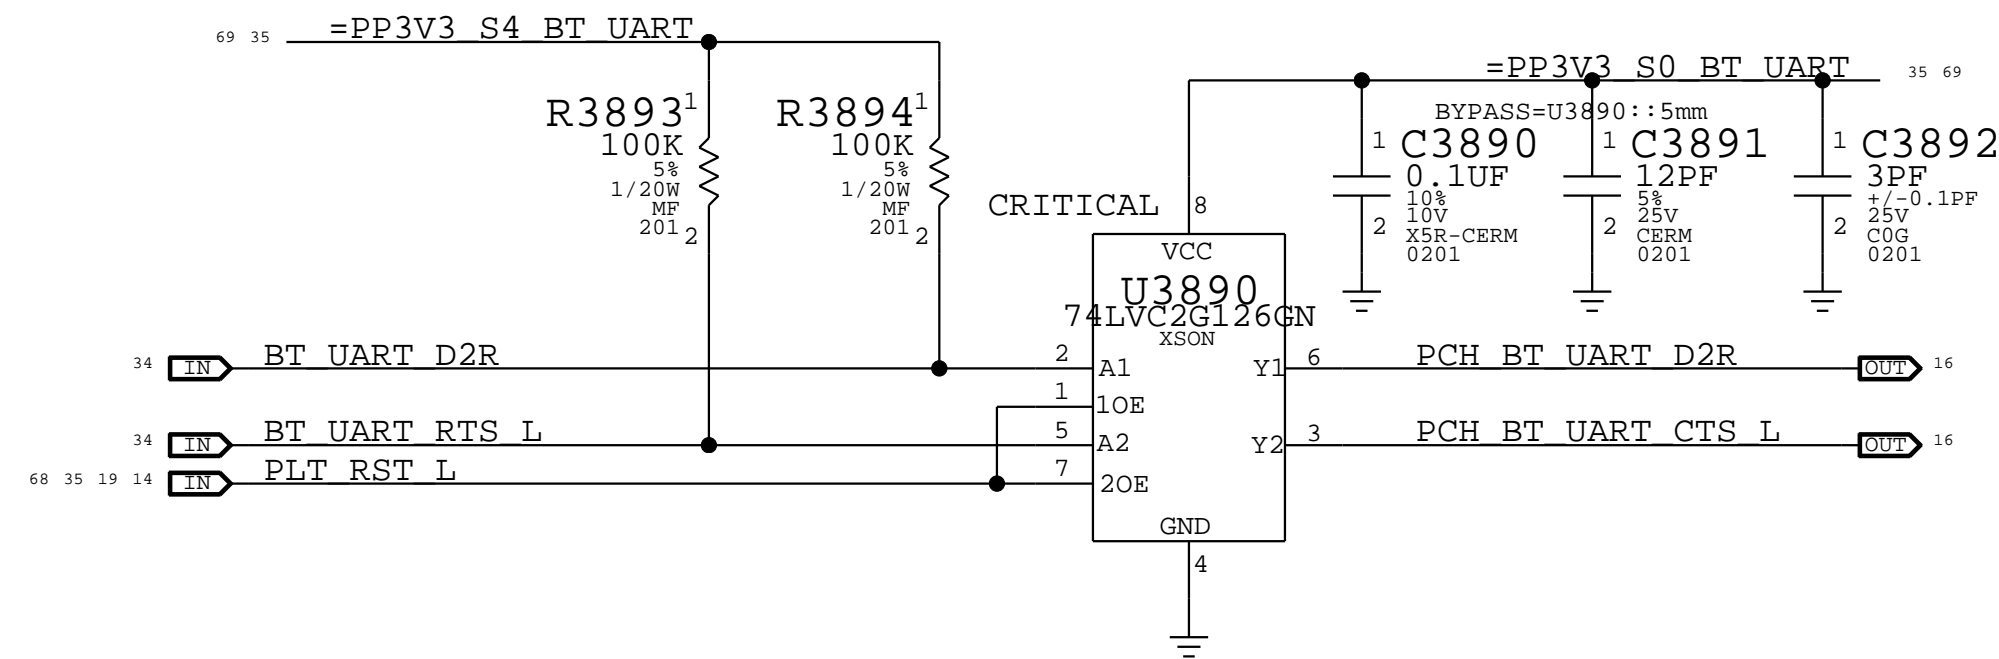 69 35 =PP3V3_S4_BT_UART
=PP3V3_S0_BT_UART 35 69
BYPASS=U3890::5mm
R3893 1
100K
5%
1/20W
MF
201 2
R3894 1
100K
5%
1/20W
MF
201 2
1 C3890
0.1UF
10%
10V
2 X5R-CERM
0201
1 C3891
12PF
5%
25V
2 CERM
0201
1 C3892
3PF
+/-0.1PF
25V
2 C0G
0201
CRITICAL 8
VCC
U3890
74LVC2G126GN
XSON
34 IN BT_UART_D2R 2 A1
Y1 6 PCH_BT_UART_D2R OUT 16
1 1OE
34 IN BT_UART_RTS_L 5 A2
Y2 3 PCH_BT_UART_CTS_L OUT 16
68 35 19 14 IN PLT_RST_L 7 2OE
GND
4